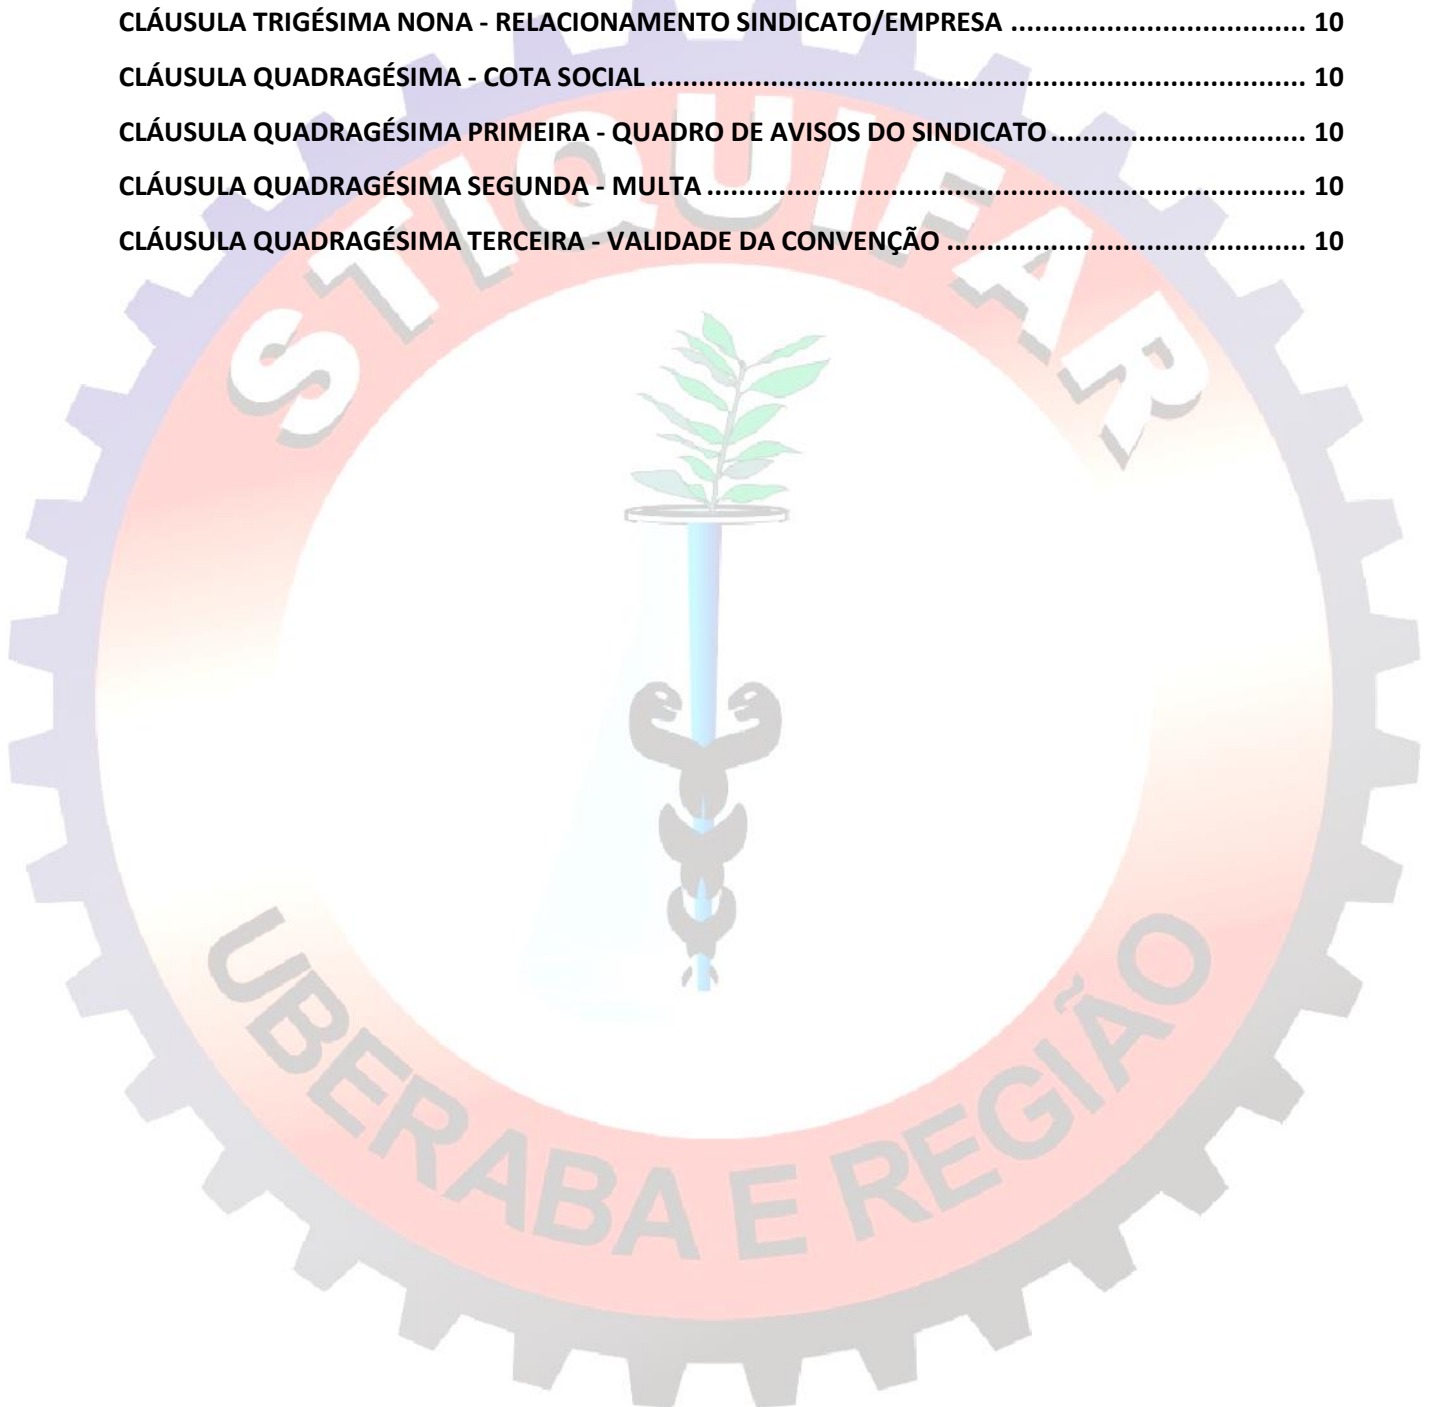 CLÁUSULA TRIGÉSIMA NONA - RELACIONAMENTO SINDICATO/EMPRESA .................................. 10
CLÁUSULA QUADRAGÉSIMA - COTA SOCIAL ........................................................................... 10
CLÁUSULA QUADRAGÉSIMA PRIMEIRA - QUADRO DE AVISOS DO SINDICATO ............................. 10
CLÁUSULA QUADRAGÉSIMA SEGUNDA - MULTA ..................................................................... 10
CLÁUSULA QUADRAGÉSIMA TERCEIRA - VALIDADE DA CONVENÇÃO ......................................... 10
STIQUIFAR
UBERABA E REGIÃO